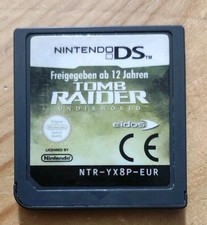 NINTENDO DS
Freigegeben ab 12 Jahren
TOMB RAIDER
UNDERWORLD
eidos
CE
LICENSED BY
Nintendo
NTR-YX8P-EUR